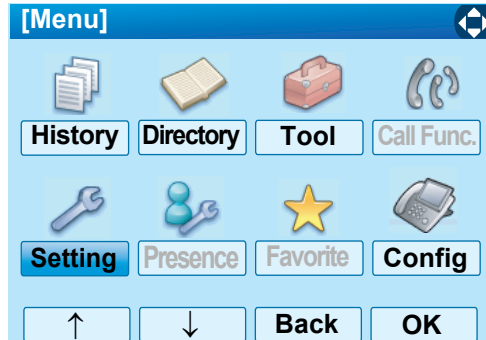 [Menu]
History Directory Tool Call Func.
Setting Presence Favorite Config
↑ ↓ Back OK